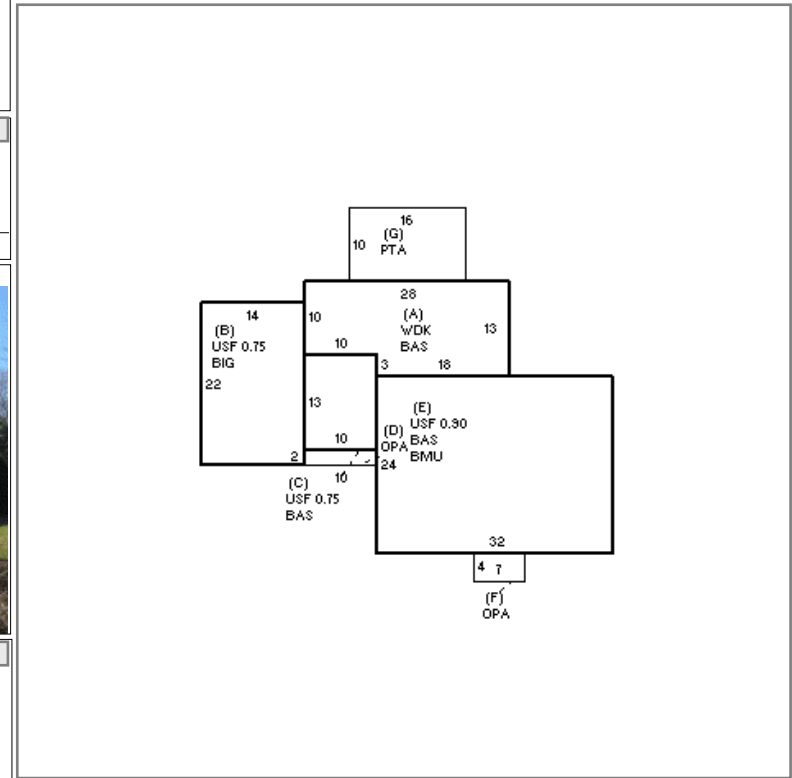 16
(G)
10 PTA
28
14 10 (A)
WDK 13
BAS
(B)
USF 0.75
BIG
22
10
3 18
13
(E)
USF 0.90
BAS
BMU
(D)
OPA
24
10
2
10
(C)
USF 0.75
BAS
32
4 7
(F)
OPA